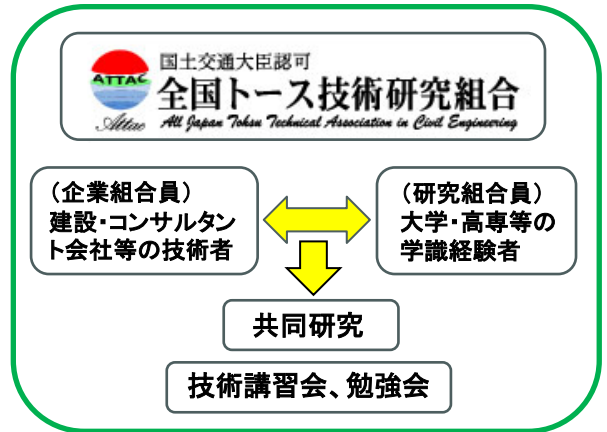 国土交通大臣認可
ATTAC
全国トース技術研究組合
Attac
All Japan Tohsu Technical Association in Civil Engineering
（企業組合員）
建設・コンサルタン
ト会社等の技術者
（研究組合員）
大学・高専等の
学識経験者
共同研究
技術講習会、勉強会